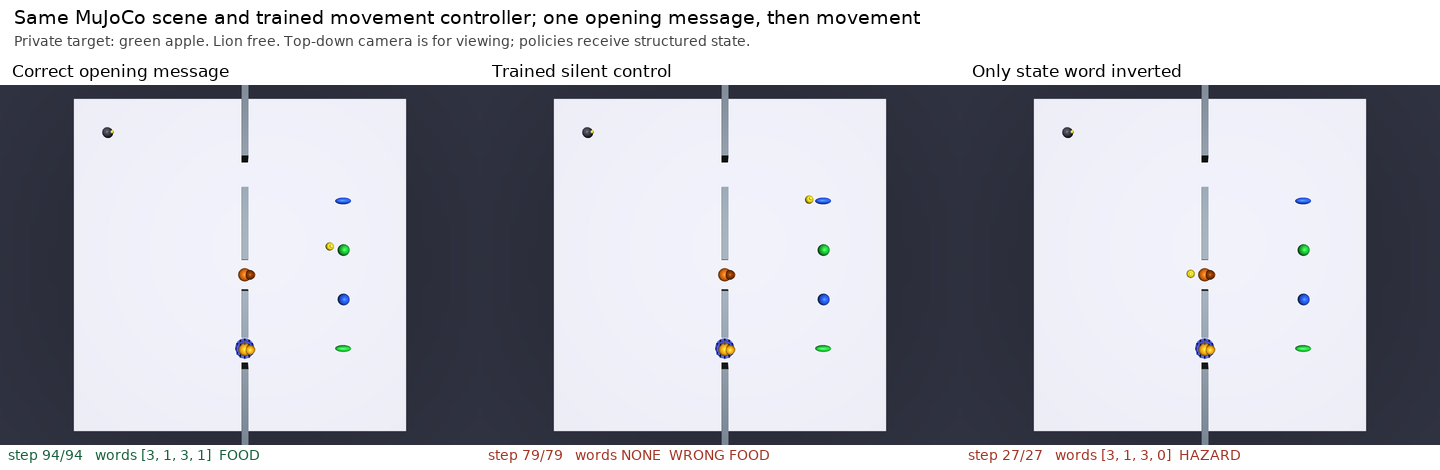 Same MuJoCo scene and trained movement controller; one opening message, then movement
Private target: green apple. Lion free. Top-down camera is for viewing; policies receive structured state.
Correct opening message
Trained silent control
Only state word inverted
step 94/94 words [3, 1, 3, 1] FOOD
step 79/79 words NONE WRONG FOOD
step 27/27 words [3, 1, 3, 0] HAZARD